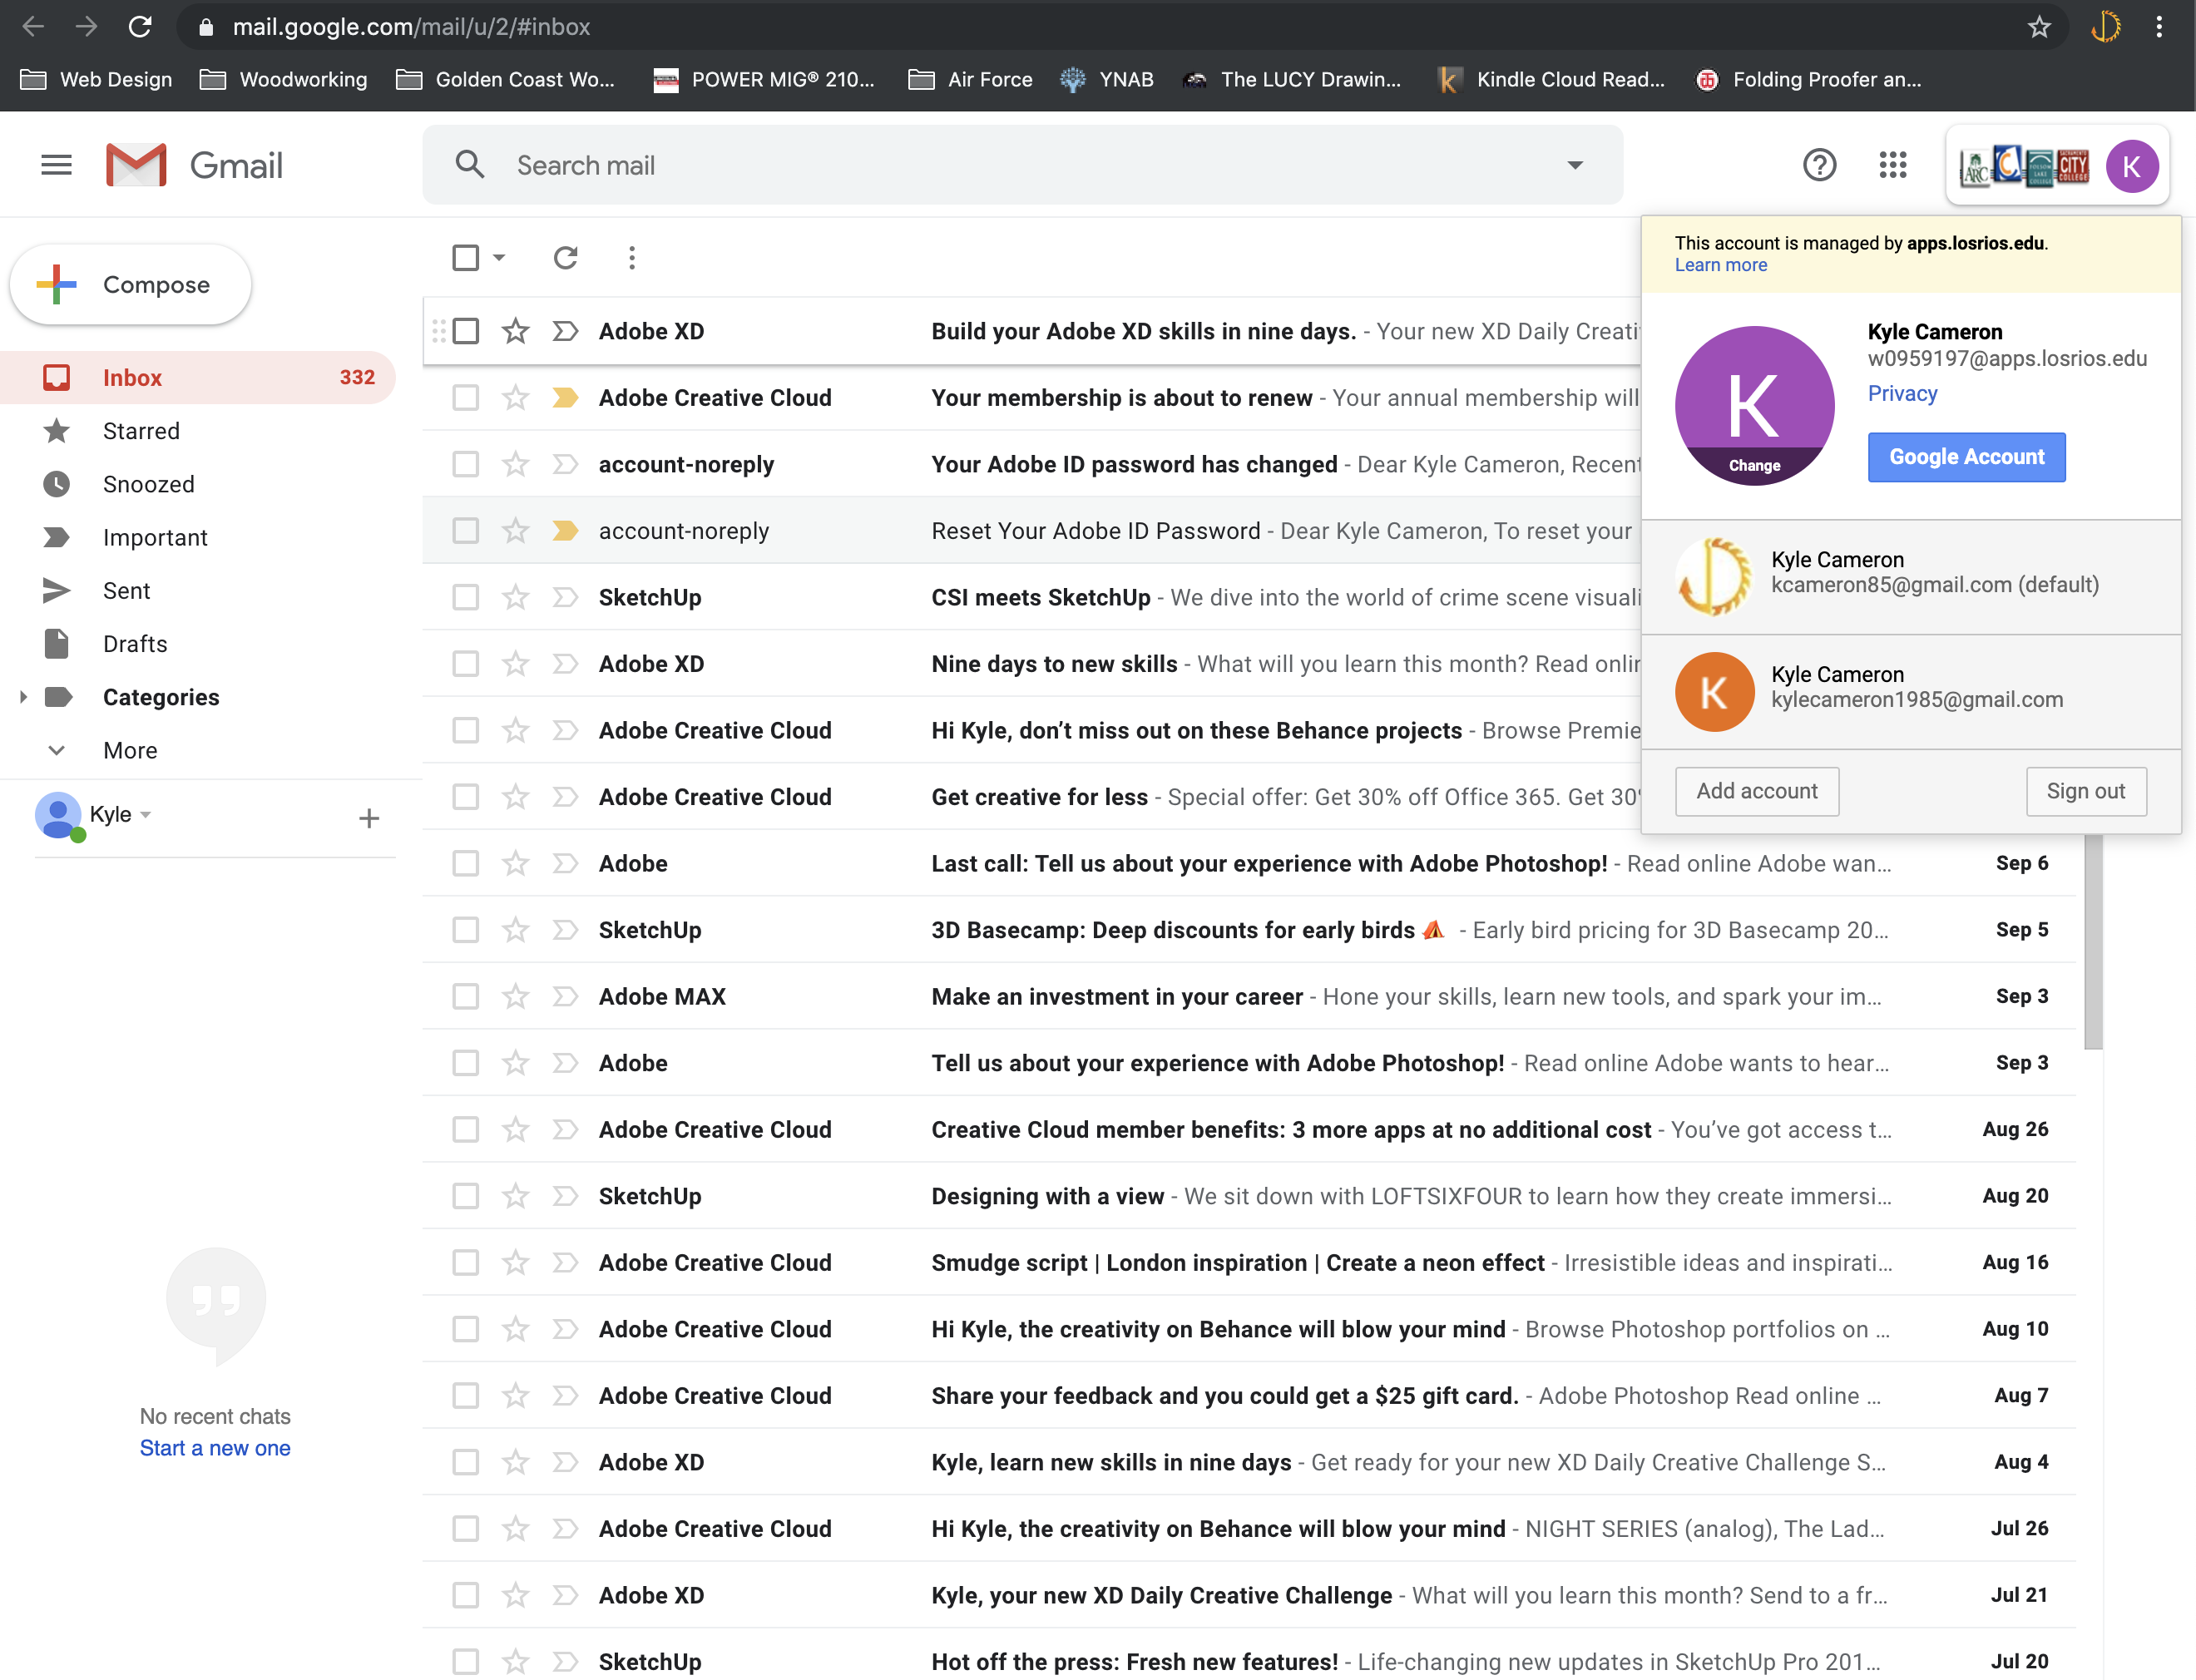 mail.google.com/mail/u/2/#inbox
Web Design Woodworking Golden Coast Wo... POWER MIG® 210... Air Force YNAB The LUCY Drawin... Kindle Cloud Read... Folding Proofer an...
Gmail
Search mail
ARC C FOLSOM LAKE COLLEGE SACRAMENTO CITY COLLEGE K
This account is managed by apps.losrios.edu.
Learn more
Kyle Cameron
w0959197@apps.losrios.edu
Privacy
K
Change
Google Account
Kyle Cameron
kcameron85@gmail.com (default)
K
Kyle Cameron
kylecameron1985@gmail.com
Add account Sign out
Compose
Inbox 332
Starred
Snoozed
Important
Sent
Drafts
Categories
More
Kyle
No recent chats
Start a new one
Adobe XD Build your Adobe XD skills in nine days. - Your new XD Daily Creati
Adobe Creative Cloud Your membership is about to renew - Your annual membership will
account-noreply Your Adobe ID password has changed - Dear Kyle Cameron, Recent
account-noreply Reset Your Adobe ID Password - Dear Kyle Cameron, To reset your
SketchUp CSI meets SketchUp - We dive into the world of crime scene visuali
Adobe XD Nine days to new skills - What will you learn this month? Read onlin
Adobe Creative Cloud Hi Kyle, don’t miss out on these Behance projects - Browse Premie
Adobe Creative Cloud Get creative for less - Special offer: Get 30% off Office 365. Get 30%
Adobe Last call: Tell us about your experience with Adobe Photoshop! - Read online Adobe wan... Sep 6
SketchUp 3D Basecamp: Deep discounts for early birds - Early bird pricing for 3D Basecamp 20... Sep 5
Adobe MAX Make an investment in your career - Hone your skills, learn new tools, and spark your im... Sep 3
Adobe Tell us about your experience with Adobe Photoshop! - Read online Adobe wants to hear... Sep 3
Adobe Creative Cloud Creative Cloud member benefits: 3 more apps at no additional cost - You’ve got access t... Aug 26
SketchUp Designing with a view - We sit down with LOFTSIXFOUR to learn how they create immersi... Aug 20
Adobe Creative Cloud Smudge script | London inspiration | Create a neon effect - Irresistible ideas and inspirati... Aug 16
Adobe Creative Cloud Hi Kyle, the creativity on Behance will blow your mind - Browse Photoshop portfolios on ... Aug 10
Adobe Creative Cloud Share your feedback and you could get a $25 gift card. - Adobe Photoshop Read online ... Aug 7
Adobe XD Kyle, learn new skills in nine days - Get ready for your new XD Daily Creative Challenge S... Aug 4
Adobe Creative Cloud Hi Kyle, the creativity on Behance will blow your mind - NIGHT SERIES (analog), The Lad... Jul 26
Adobe XD Kyle, your new XD Daily Creative Challenge - What will you learn this month? Send to a fr... Jul 21
SketchUp Hot off the press: Fresh new features! - Life-changing new updates in SketchUp Pro 201... Jul 20